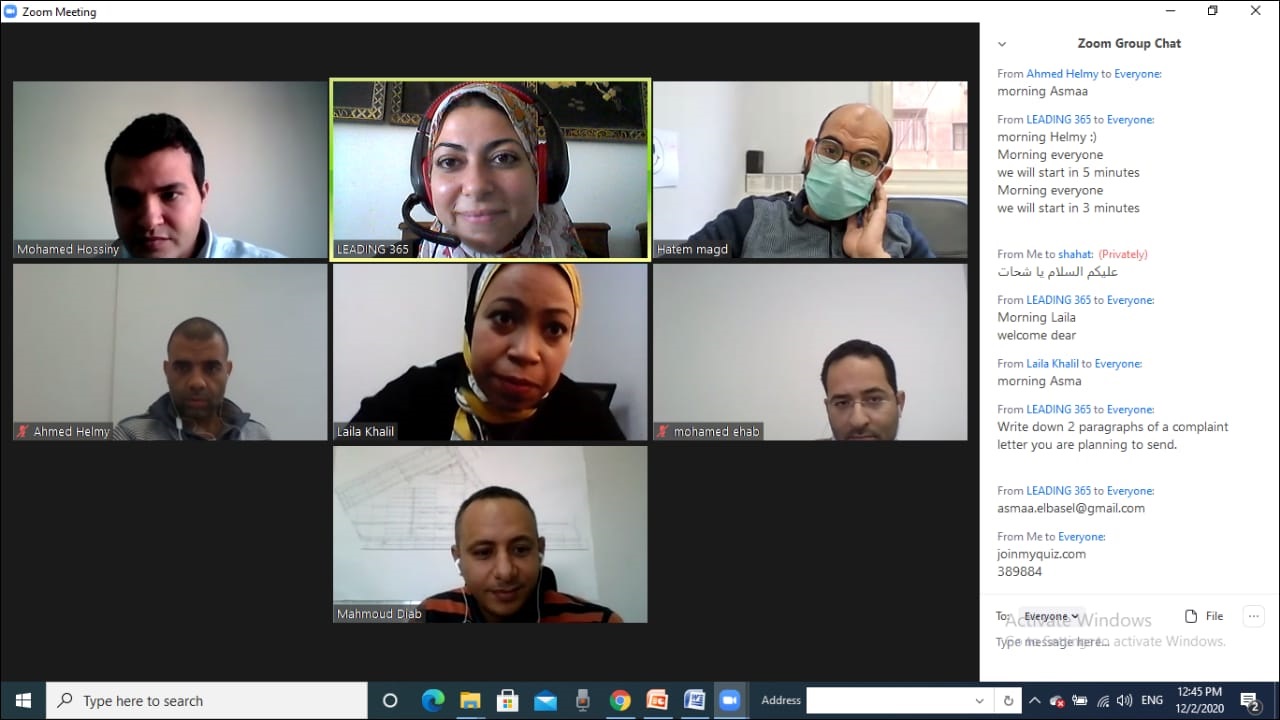 Zoom Meeting
Mohamed Hossiny
LEADING 365
Hatem magd
Ahmed Helmy
Laila Khalil
mohamed ehab
Mahmoud Diab
Zoom Group Chat
From Ahmed Helmy to Everyone:
morning Asmaa
From LEADING 365 to Everyone:
morning Helmy :)
Morning everyone
we will start in 5 minutes
Morning everyone
we will start in 3 minutes
From Me to shahat: (Privately)
عليكم السلام يا شحات
From LEADING 365 to Everyone:
Morning Laila
welcome dear
From Laila Khalil to Everyone:
morning Asma
From LEADING 365 to Everyone:
Write down 2 paragraphs of a complaint
letter you are planning to send.
From LEADING 365 to Everyone:
asmaa.elbasel@gmail.com
From Me to Everyone:
joinmyquiz.com
389884
To: Everyone
File
Activate Windows
Type message here...
Go to Settings to activate Windows.
Type here to search
Address
ENG
12:45 PM
12/2/2020
2